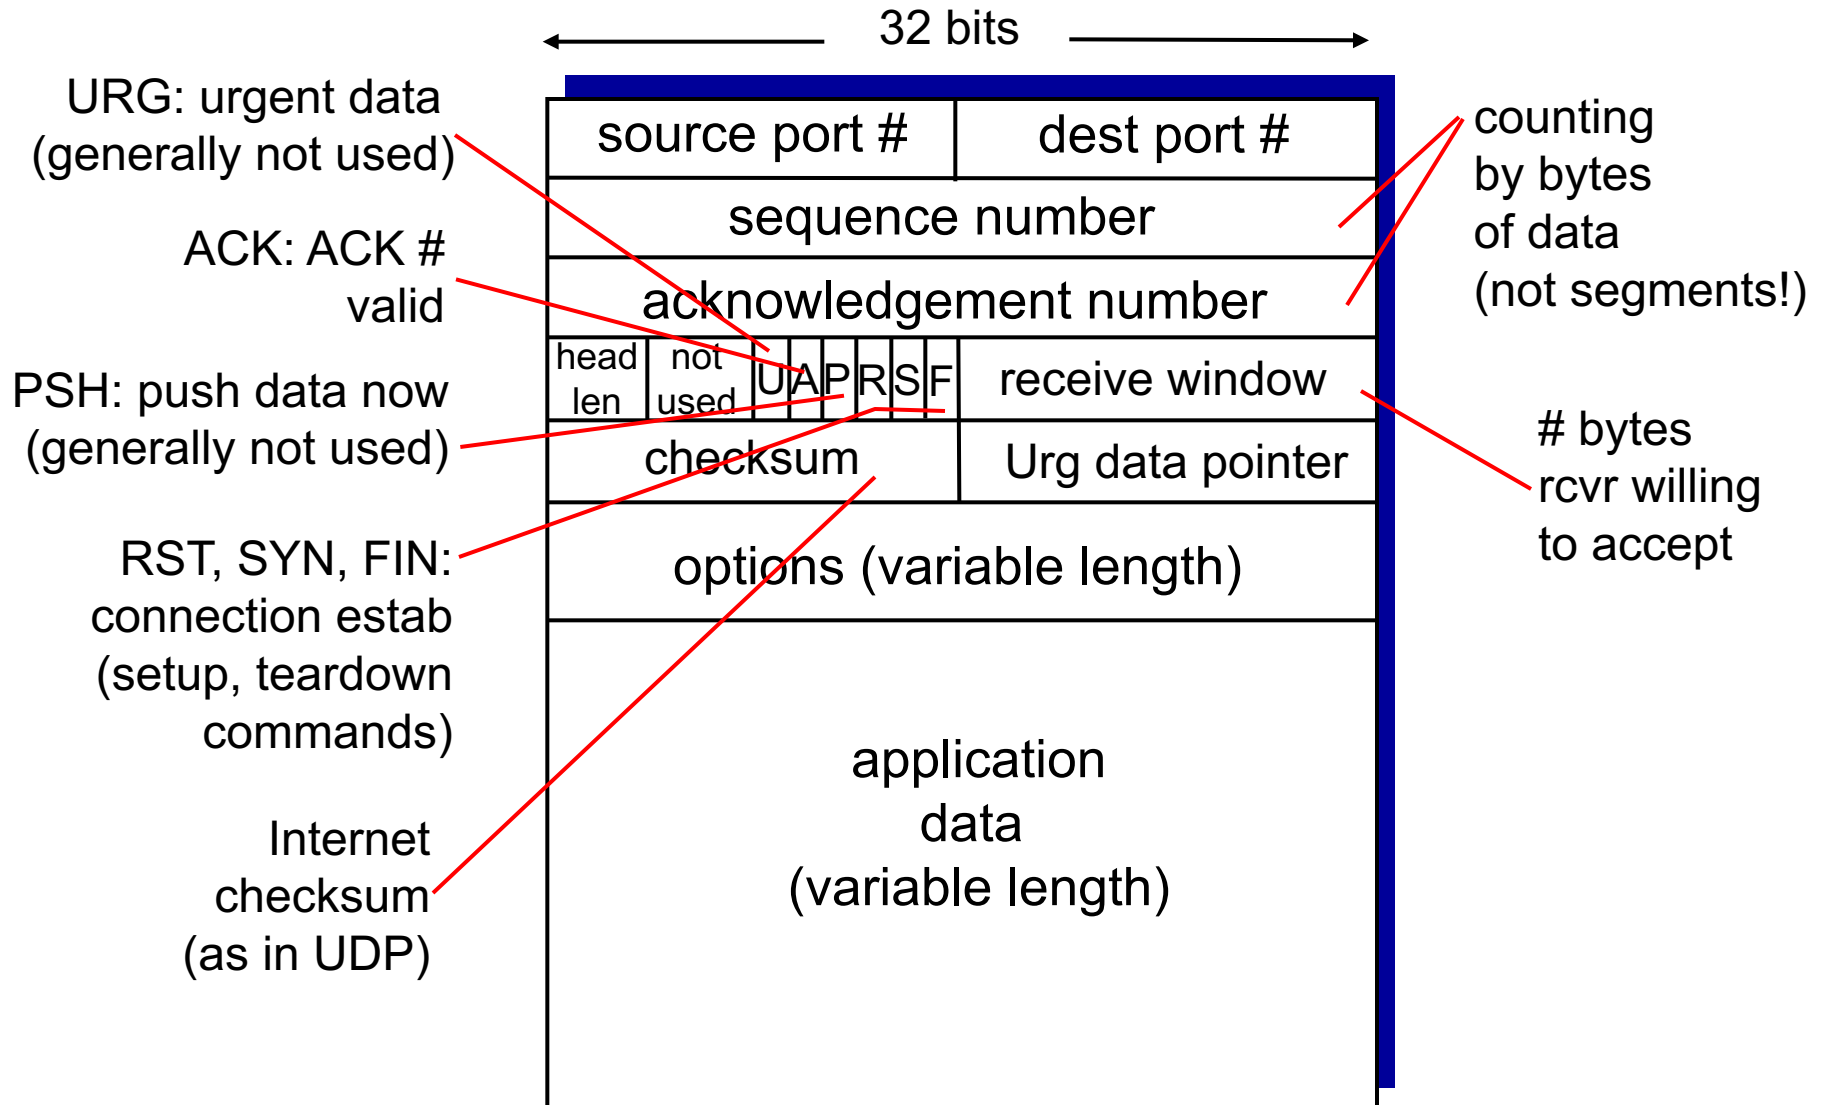 32 bits
URG: urgent data
(generally not used)
ACK: ACK #
valid
PSH: push data now
(generally not used)
RST, SYN, FIN:
connection estab
(setup, teardown
commands)
Internet
checksum
(as in UDP)
source port #
dest port #
sequence number
acknowledgement number
head
len
not
used
U
A
P
R
S
F
receive window
checksum
Urg data pointer
options (variable length)
application
data
(variable length)
counting
by bytes
of data
(not segments!)
# bytes
rcvr willing
to accept